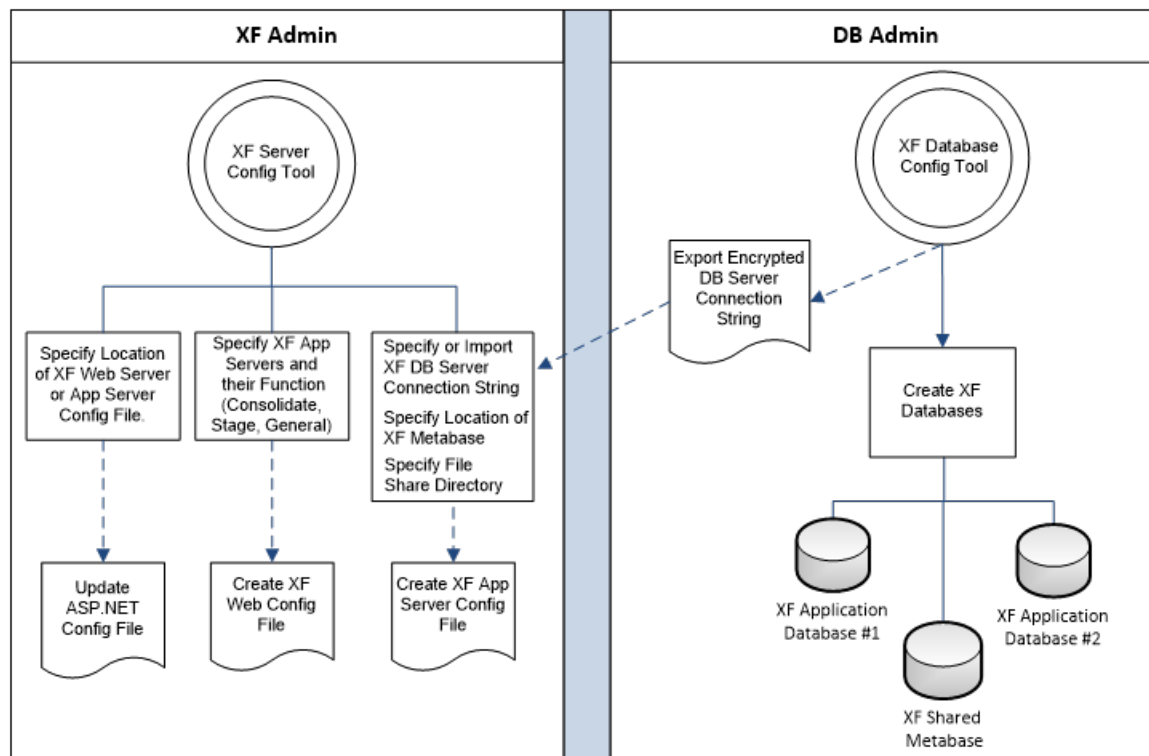 XF Admin
DB Admin
XF Server
Config Tool
XF Database
Config Tool
Export Encrypted
DB Server
Connection
String
Specify Location
of XF Web Server
or App Server
Config File.
Specify XF App
Servers and
their Function
(Consolidate,
Stage, General)
Specify or Import
XF DB Server
Connection String
Specify Location of
XF Metabase
Specify File
Share Directory
Create XF
Databases
Update
ASP.NET
Config File
Create XF
Web Config
File
Create XF App
Server Config
File
XF Application
Database #1
XF Application
Database #2
XF Shared
Metabase